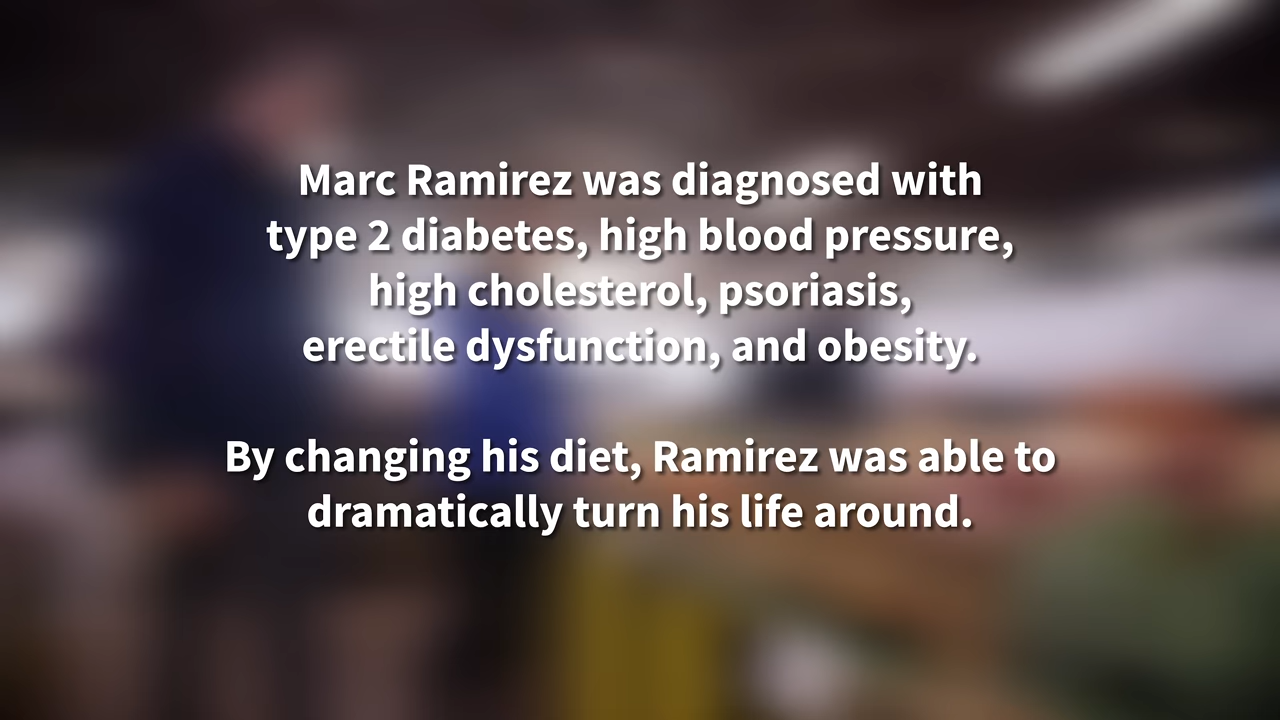 Marc Ramirez was diagnosed with
type 2 diabetes, high blood pressure,
high cholesterol, psoriasis,
erectile dysfunction, and obesity.
By changing his diet, Ramirez was able to
dramatically turn his life around.